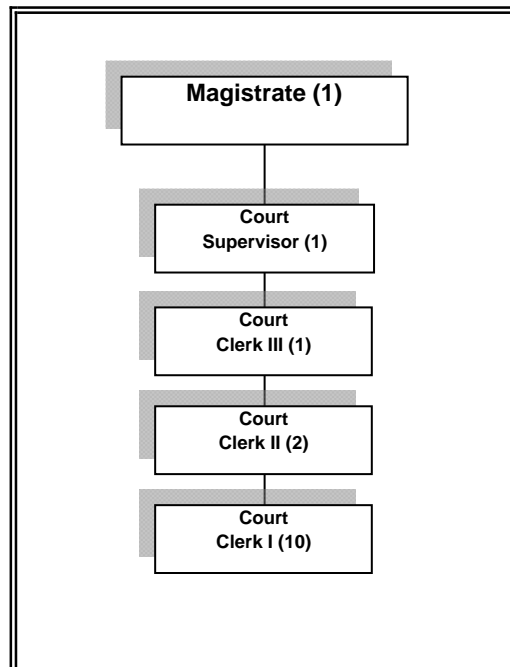 Magistrate (1)
Court
Supervisor (1)
Court
Clerk III (1)
Court
Clerk II (2)
Court
Clerk I (10)